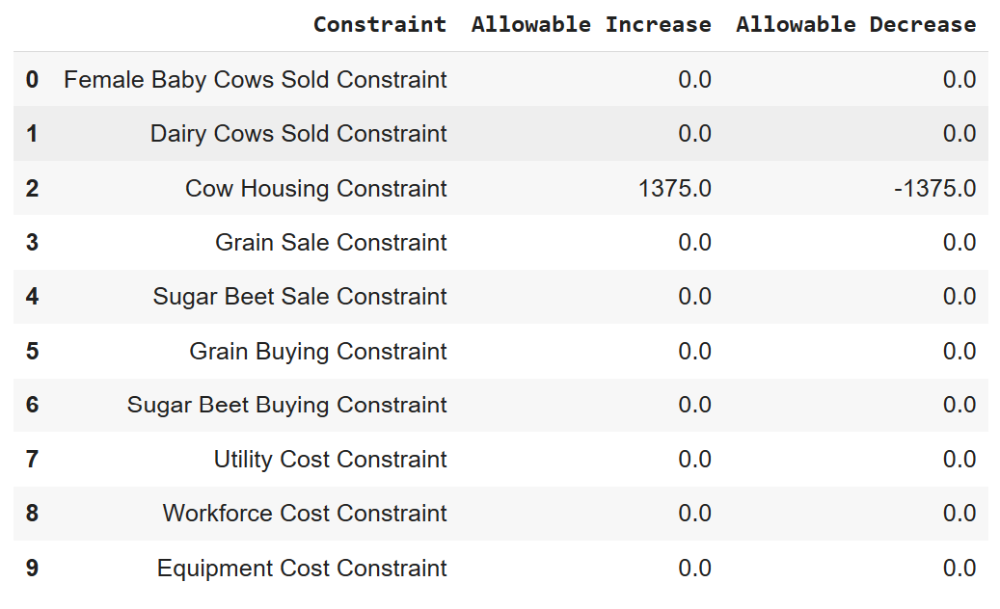 Constraint Allowable Increase Allowable Decrease
0 Female Baby Cows Sold Constraint 0.0 0.0
1 Dairy Cows Sold Constraint 0.0 0.0
2 Cow Housing Constraint 1375.0 -1375.0
3 Grain Sale Constraint 0.0 0.0
4 Sugar Beet Sale Constraint 0.0 0.0
5 Grain Buying Constraint 0.0 0.0
6 Sugar Beet Buying Constraint 0.0 0.0
7 Utility Cost Constraint 0.0 0.0
8 Workforce Cost Constraint 0.0 0.0
9 Equipment Cost Constraint 0.0 0.0